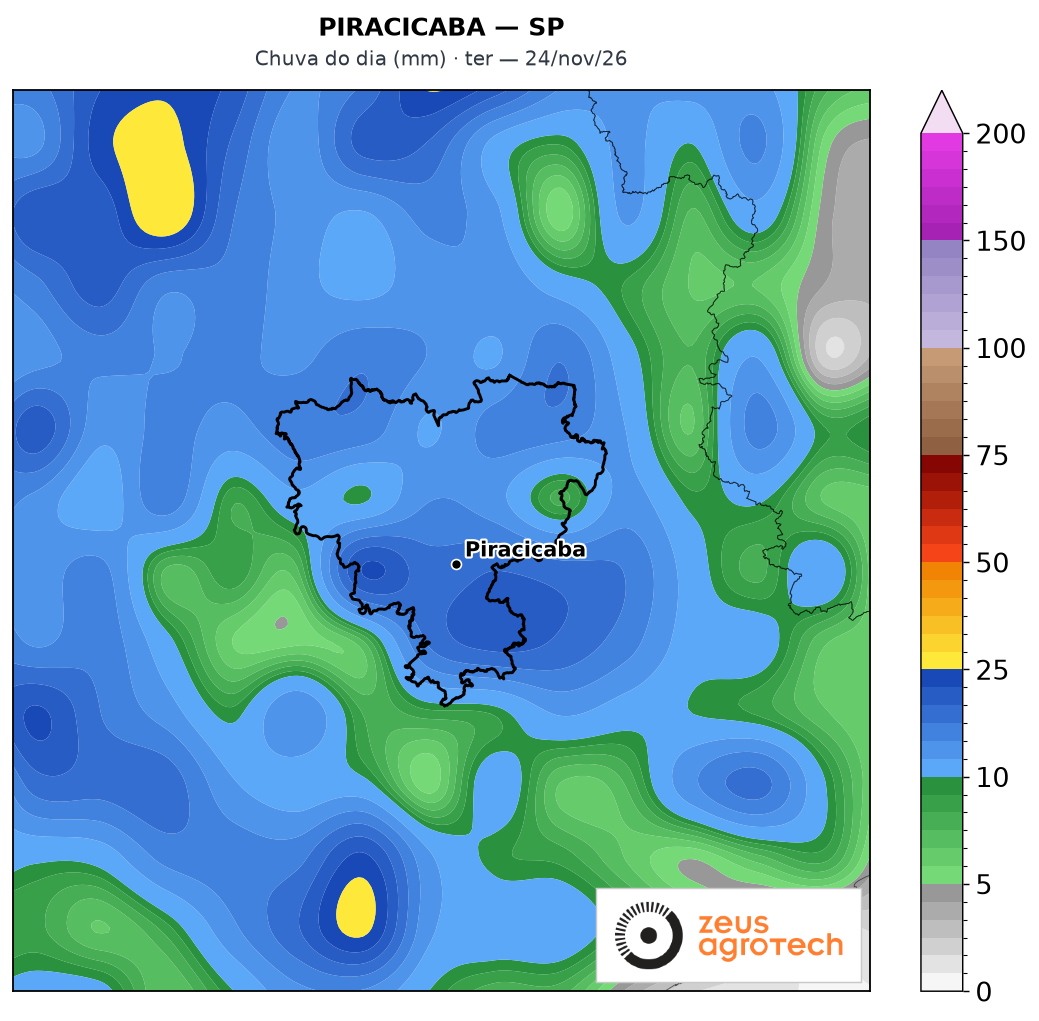 PIRACICABA — SP
Chuva do dia (mm) · ter — 24/nov/26
200
150
100
75
50
25
10
5
0
Piracicaba
zeus
agrotech